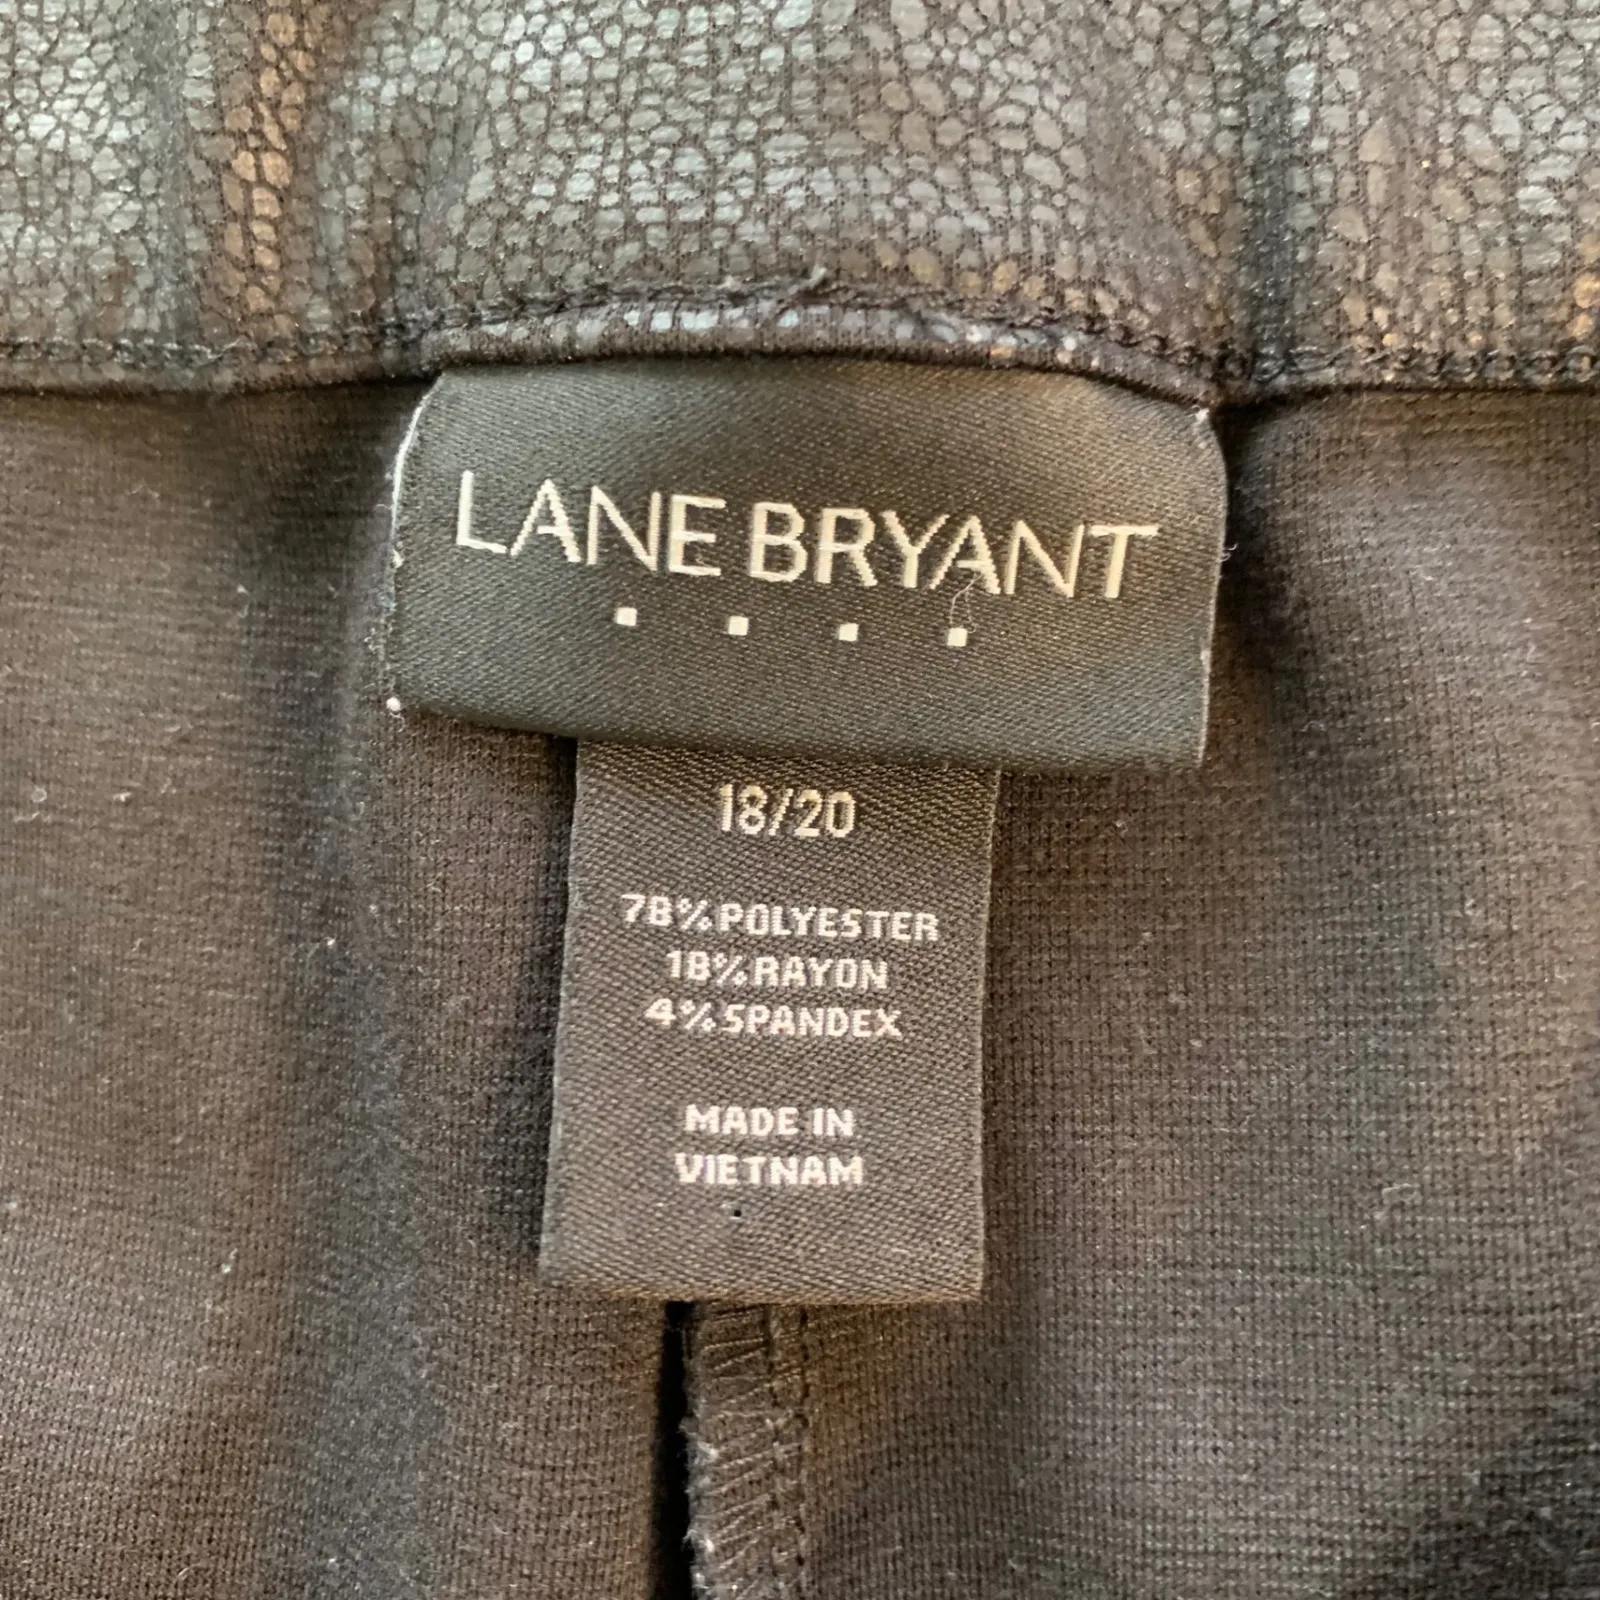 LANE BRYANT
18/20
78% POLYESTER
18% RAYON
4% SPANDEX
MADE IN
VIETNAM